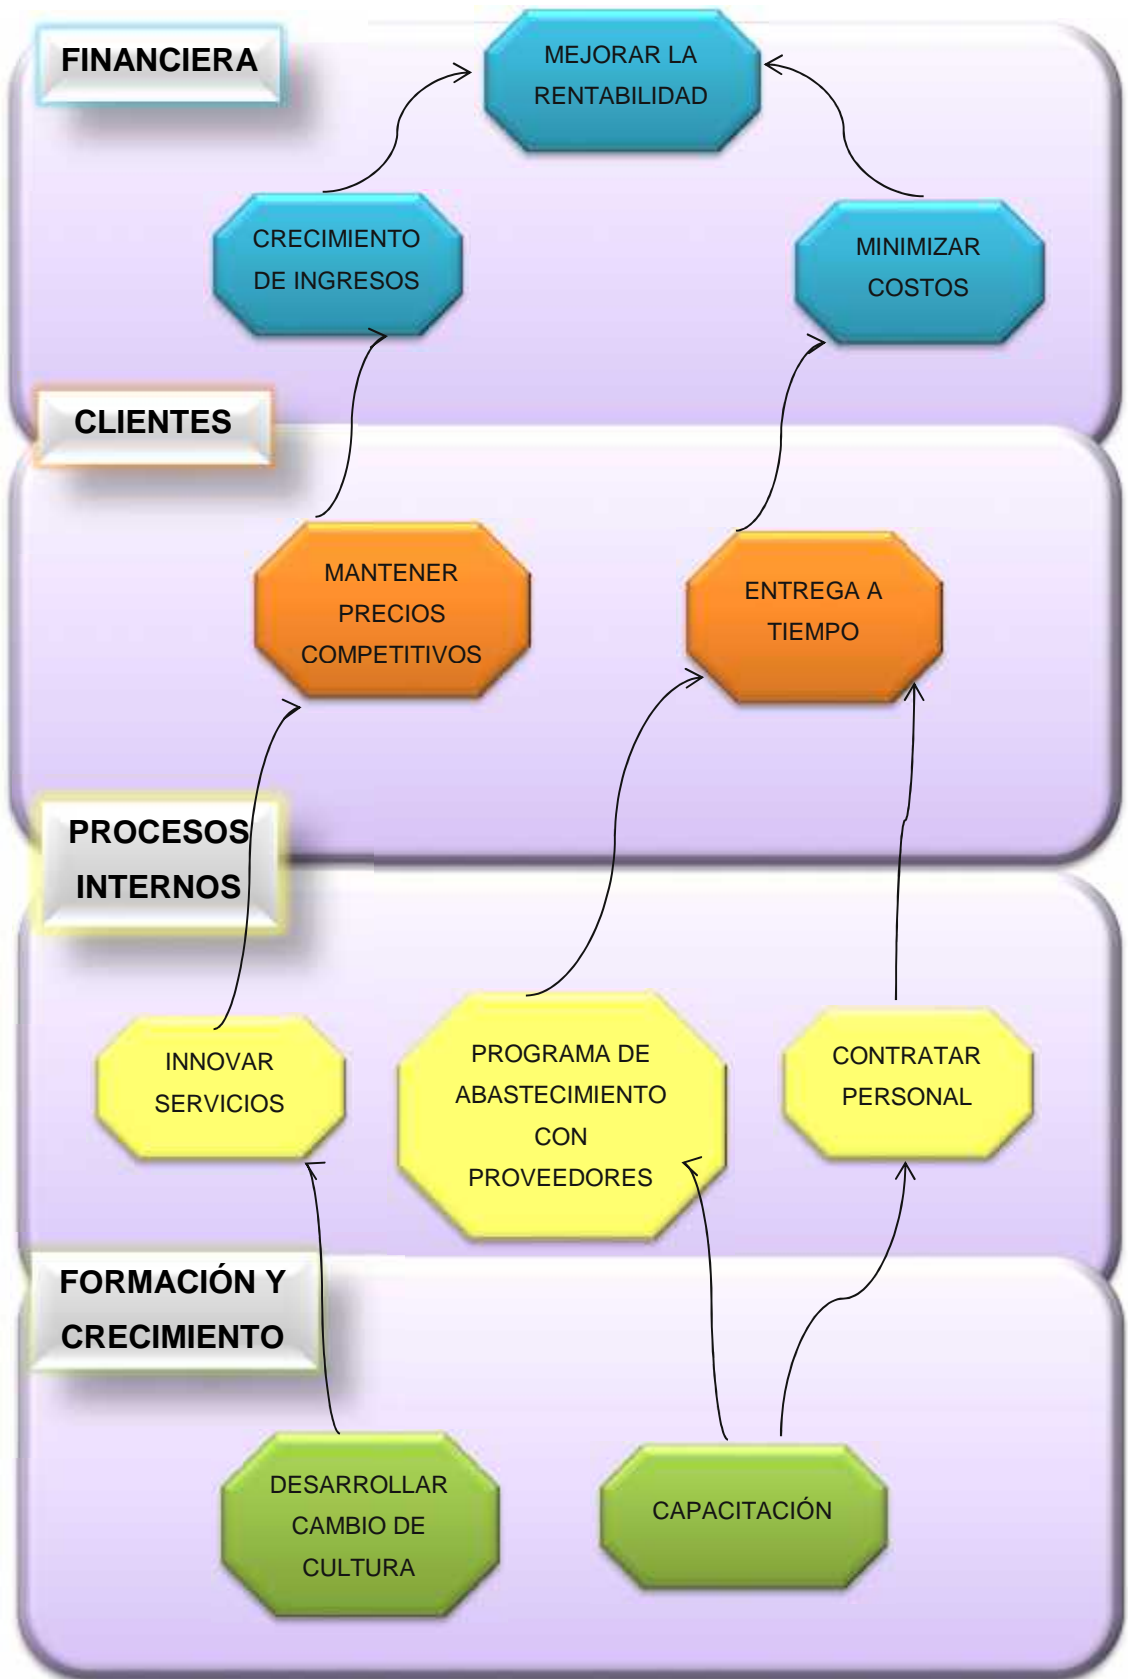 FINANCIERA
MEJORAR LA
RENTABILIDAD
CRECIMIENTO
DE INGRESOS
MINIMIZAR
COSTOS
CLIENTES
MANTENER
PRECIOS
COMPETITIVOS
ENTREGA A
TIEMPO
PROCESOS
INTERNOS
INNOVAR
SERVICIOS
PROGRAMA DE
ABASTECIMIENTO
CON
PROVEEDORES
CONTRATAR
PERSONAL
FORMACIÓN Y
CRECIMIENTO
DESARROLLAR
CAMBIO DE
CULTURA
CAPACITACIÓN